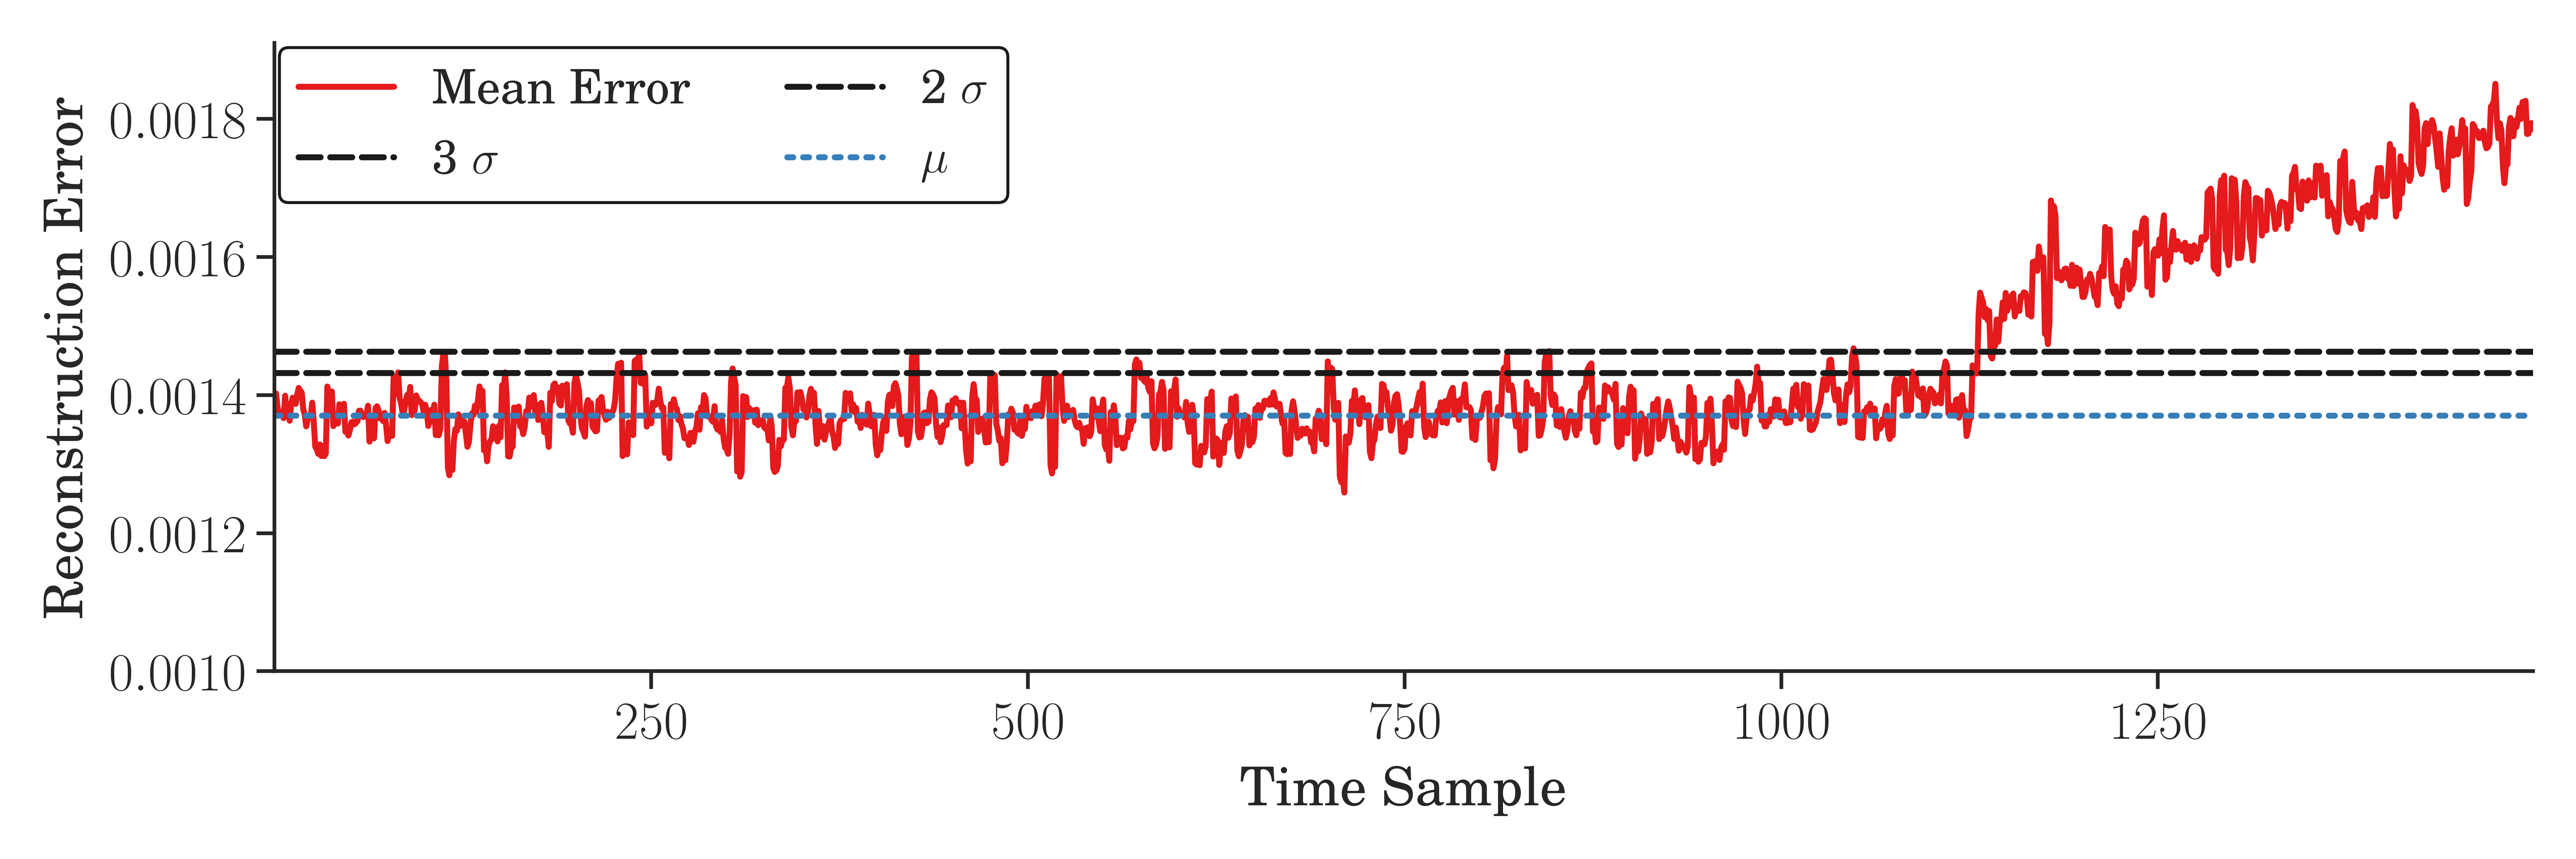 Mean Error
3 σ
2 σ
μ
Reconstruction Error
0.0018
0.0016
0.0014
0.0012
0.0010
250
500
750
1000
1250
Time Sample